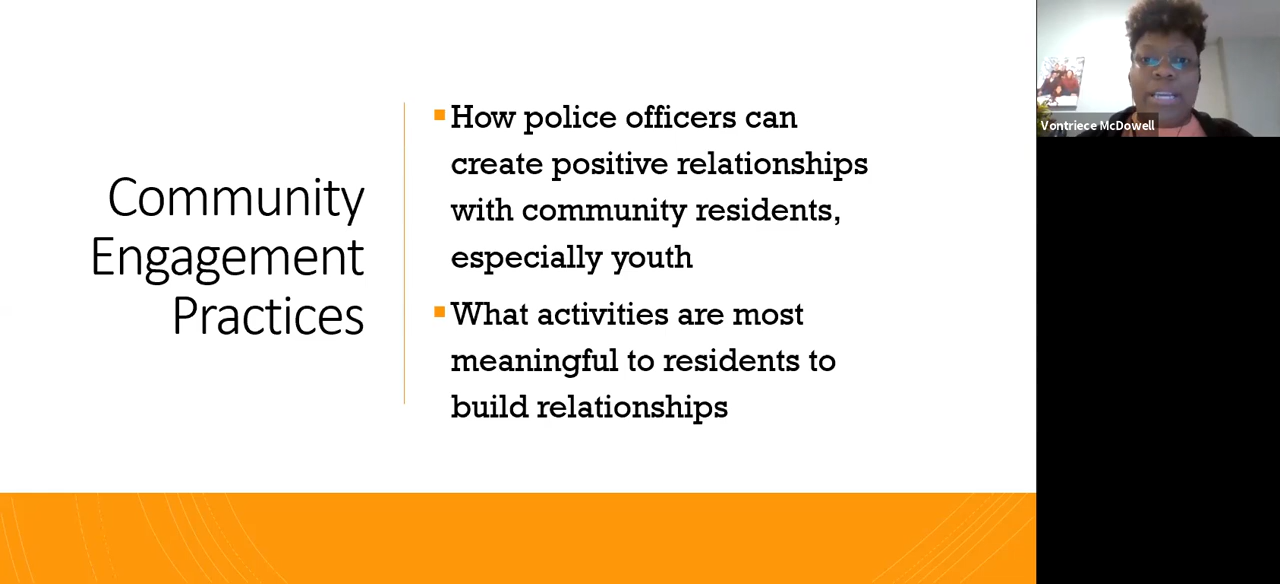 Community
Engagement
Practices
How police officers can
create positive relationships
with community residents,
especially youth
What activities are most
meaningful to residents to
build relationships
Vontriece McDowell